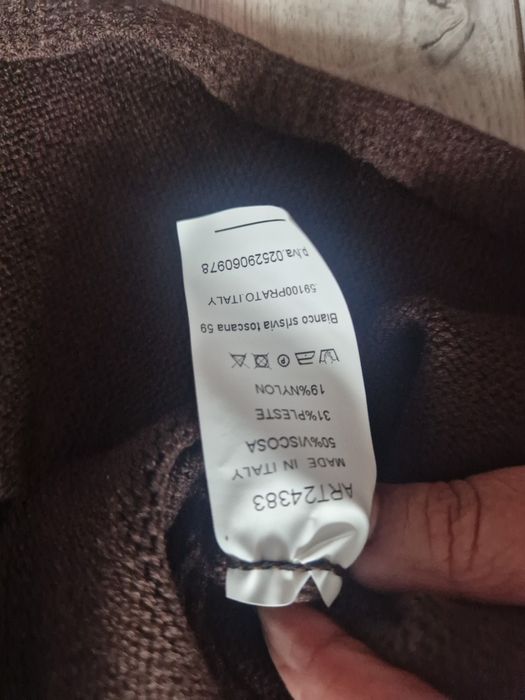 ART24383
MADE IN ITALY
50%VISCOSA
31%PLESTE
19%NYLON
Bianco srlsvia toscana 59
59100PRATO.ITALY
p.Iva.02529060978